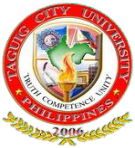 TAGUIG CITY UNIVERSITY
TRUTH COMPETENCE UNITY
PHILIPPINES
2006